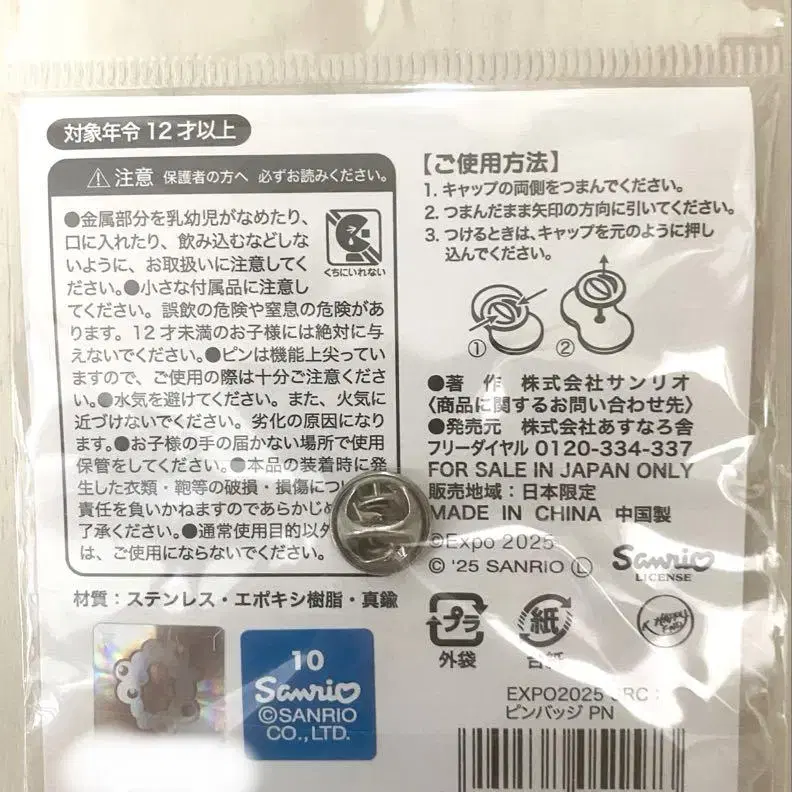 対象年令12才以上
⚠注意 保護者の方へ 必ずお読みください。
●金属部分を乳幼児がなめたり、
口に入れたり、飲み込むなどしな
いように、お取扱いに注意してく
ださい。●小さな付属品に注意し
てください。誤飲の危険や窒息の危険があ
ります。12才未満のお子様には絶対に与
えないでください。●ピンは機能上尖ってい
ますので、ご使用の際は十分ご注意くださ
い。●水気を避けてください。また、火気に
近づけないでください。劣化の原因になり
ます。●お子様の手の届かない場所で使用
保管をしてください。●本品の装着時に発
生した衣類・鞄等の破損・損傷につい
責任を負いかねますのであらかじめ
了承ください。●通常使用目的以外
は、ご使用にならないでください。
くちにいれない
材質：ステンレス・エポキシ樹脂・真鍮
10
Sanrio
©SANRIO
CO.,LTD.
【ご使用方法】
1. キャップの両側をつまんでください。
2. つまんだまま矢印の方向に引いてください。
3. つけるときは、キャップを元のように押し
込んでください。
① ②
●著 作 株式会社サンリオ
〈商品に関するお問い合わせ先〉
●発売元 株式会社あすなろ舎
フリーダイヤル 0120-334-337
FOR SALE IN JAPAN ONLY
販売地域：日本限定
MADE IN CHINA 中国製
©Expo 2025
© '25 SANRIO Ⓛ
Sanrio
LICENSE
プラ
外袋
紙
台紙
EXPO2025
ピンバッジ PN